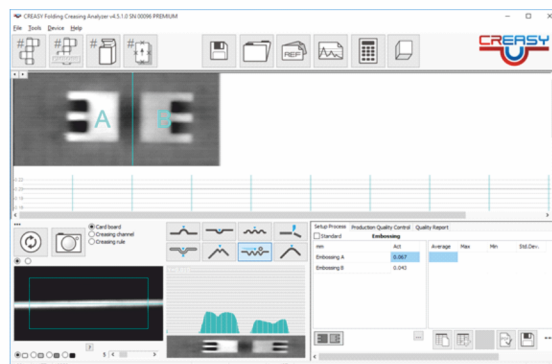 CREASY Folding Creasing Analyzer v4.5.1.0 SN:00096 PREMIUM
File Tools Device Help
# # # #
REF
CREASY
A B
Card board
Creasing channel
Creasing rule
Setup Process Production Quality Control Quality Report
Standard Embossing
mm Act Average Max Min Std.Dev.
Embossing A 0.067
Embossing B 0.040